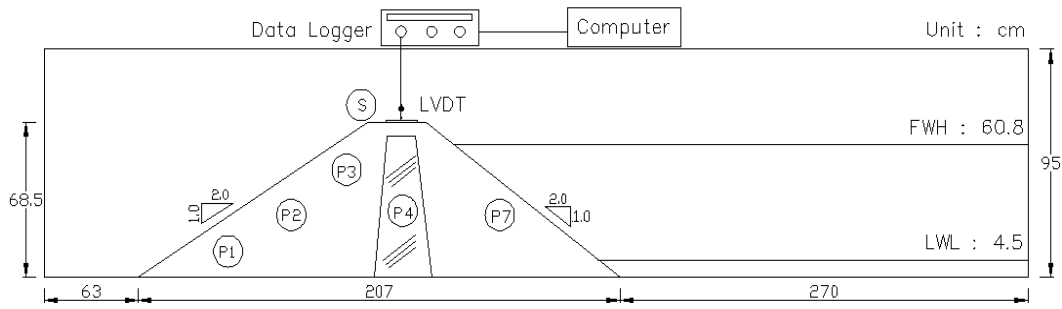 Data Logger
Computer
Unit : cm
S
LVDT
FWH : 60.8
95
68.5
P3
2.0
1.0
P2
P4
P7
2.0
1.0
P1
LWL : 4.5
63
207
270